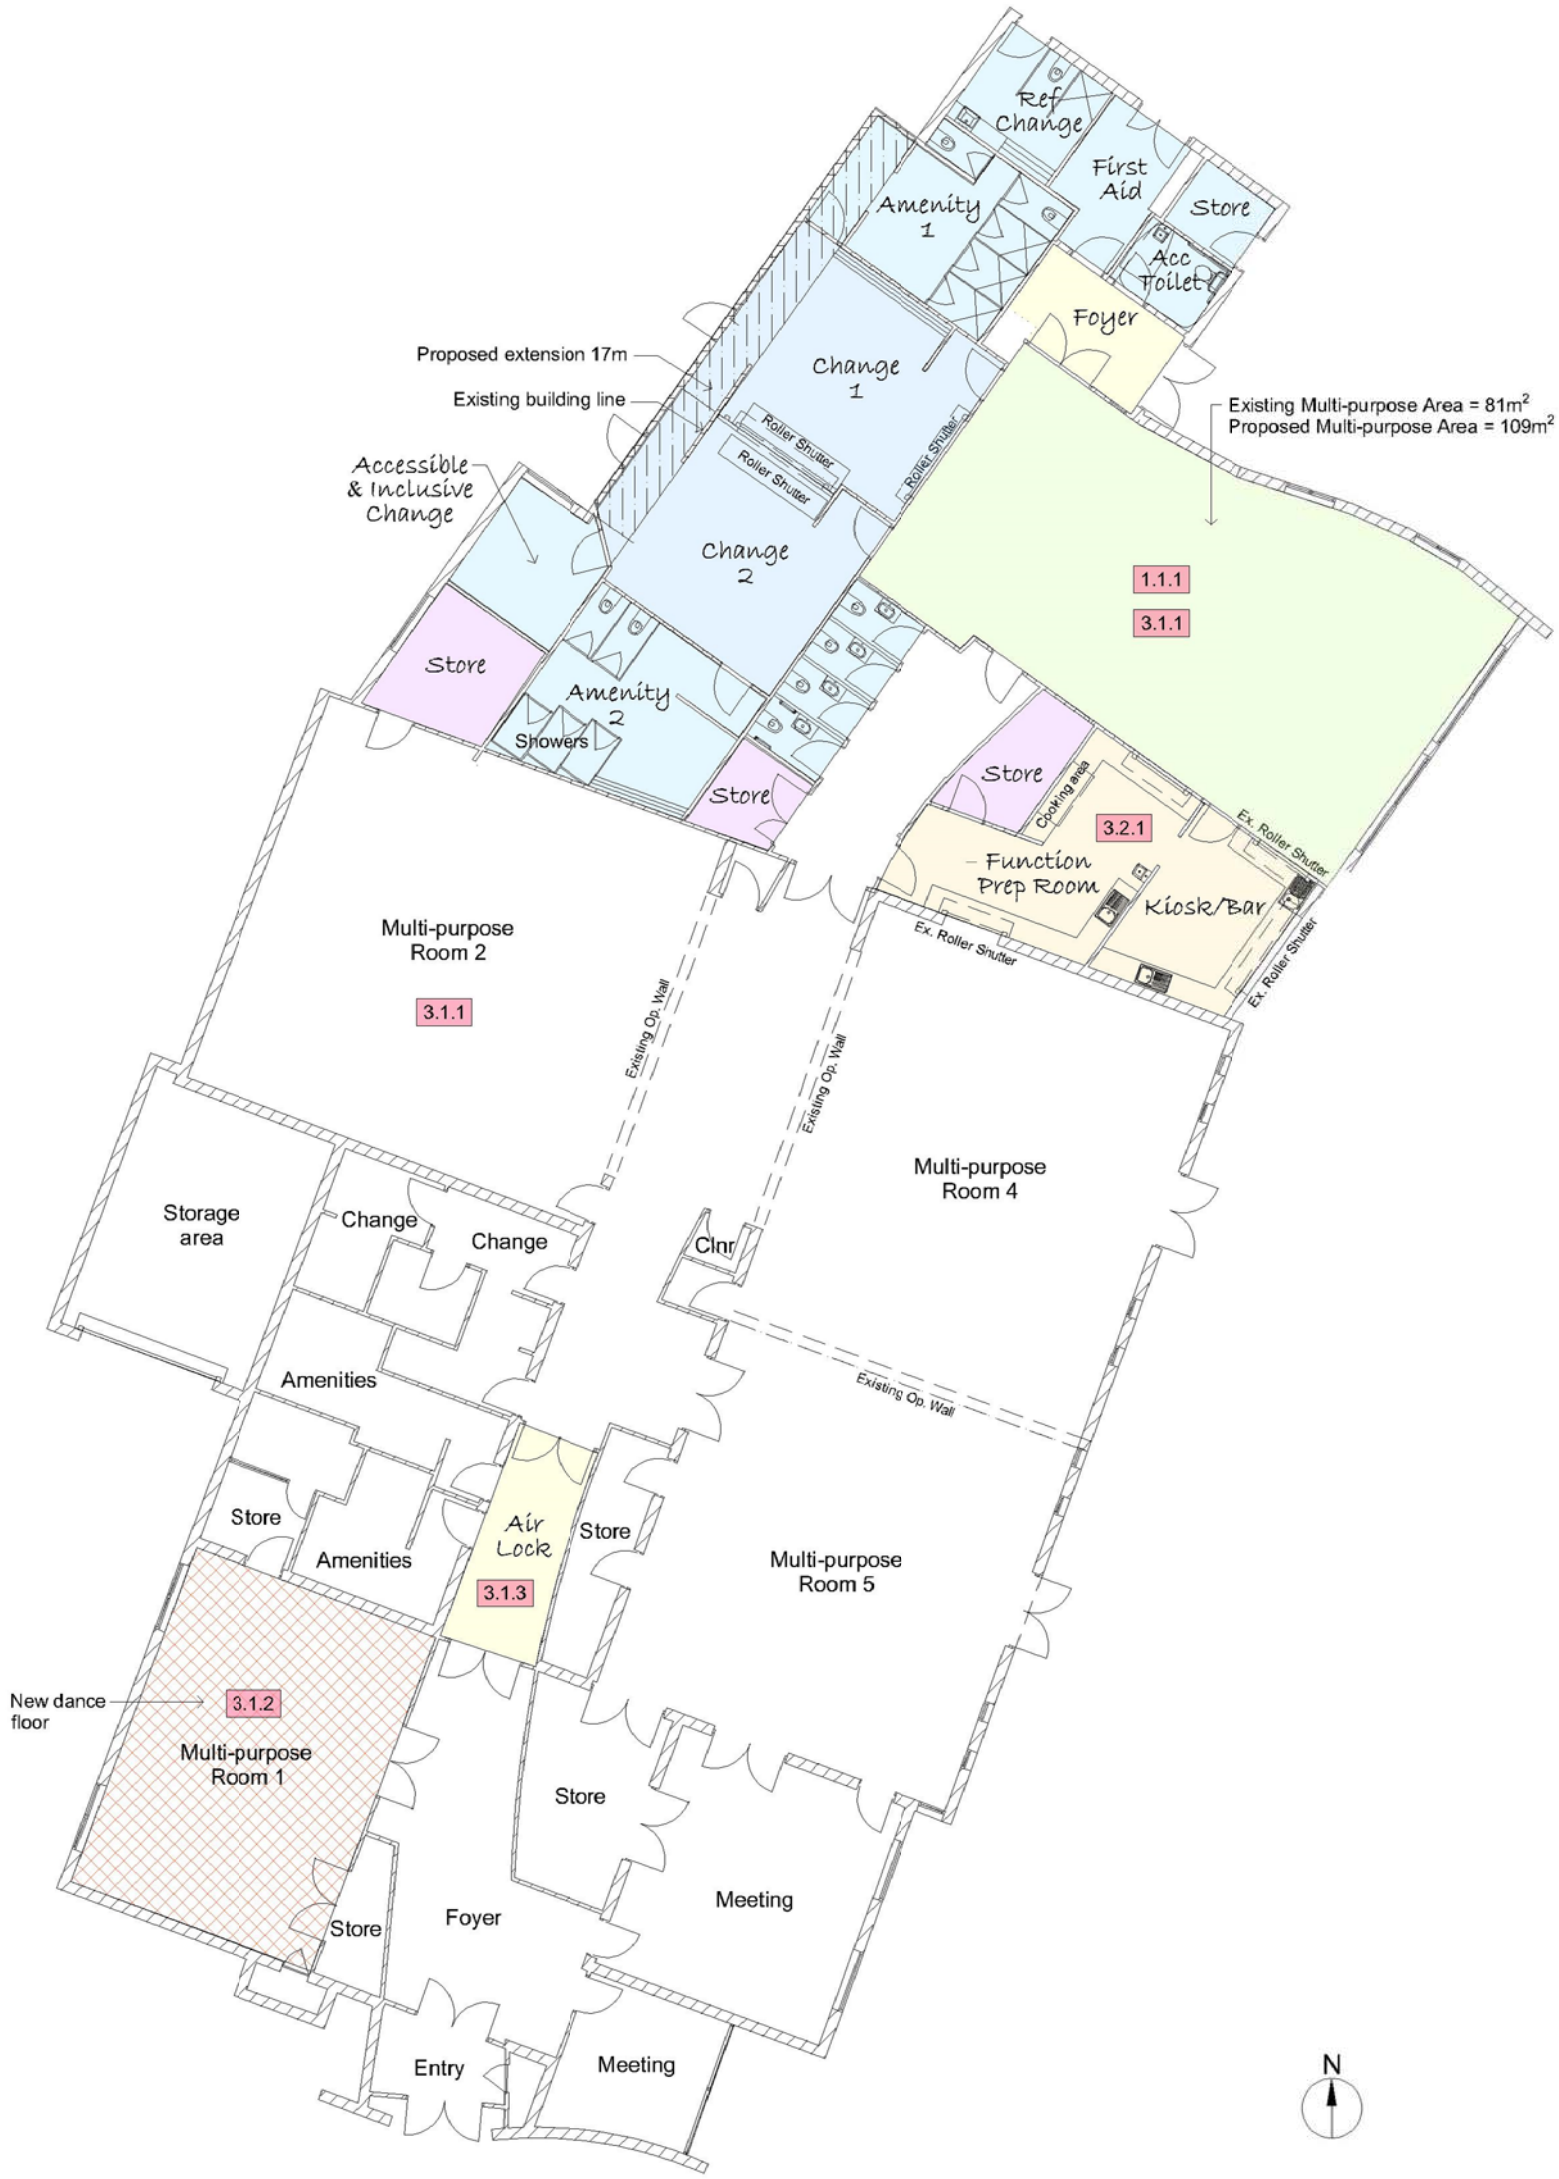 Ref
Change
First
Aid
Store
Amenity
1
Acc
Toilet
Foyer
Proposed extension 17m
Change
1
Existing building line
Existing Multi-purpose Area = 81m²
Proposed Multi-purpose Area = 109m²
Roller Shutter
Roller Shutter
Roller Shutter
Accessible
& Inclusive
Change
Change
2
1.1.1
3.1.1
Store
Amenity
2
Showers
Store
Store
Cooking area
3.2.1
Ex. Roller Shutter
Function
Prep Room
Kiosk/Bar
Ex. Roller Shutter
Ex. Roller Shutter
Multi-purpose
Room 2
3.1.1
Existing Op. Wall
Existing Op. Wall
Multi-purpose
Room 4
Storage
area
Change
Change
Clnr
Amenities
Existing Op. Wall
Store
Air
Lock
Store
Amenities
3.1.3
Multi-purpose
Room 5
New dance
floor
3.1.2
Multi-purpose
Room 1
Store
Meeting
Foyer
Store
Entry
Meeting
N